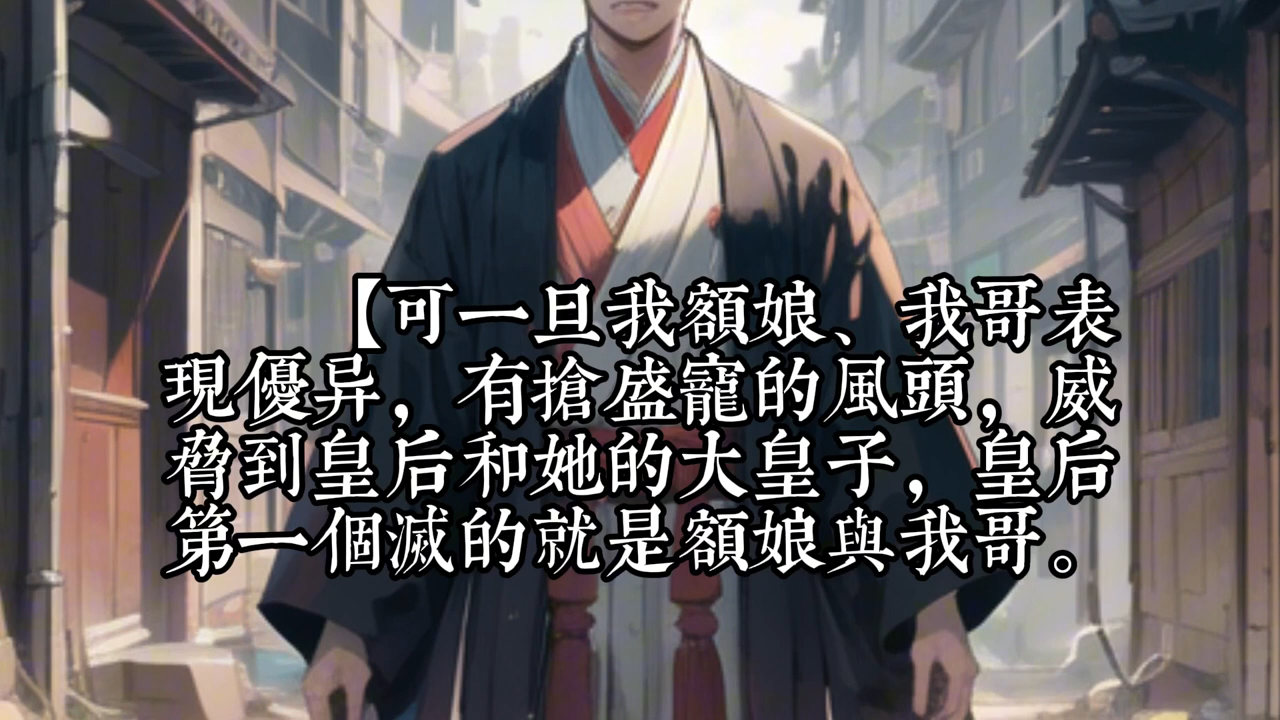 【可一旦我額娘、我哥表
現優异，有搶盛寵的風頭，威
脅到皇后和她的大皇子，皇后
第一個滅的就是額娘與我哥。